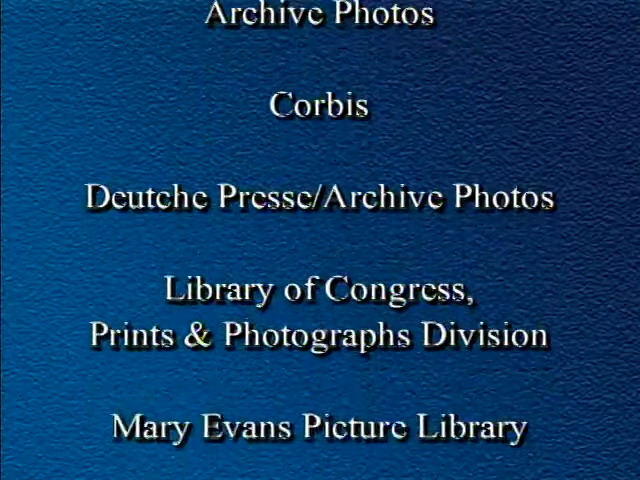 Archive Photos
Corbis
Deutche Presse/Archive Photos
Library of Congress,
Prints & Photographs Division
Mary Evans Picture Library